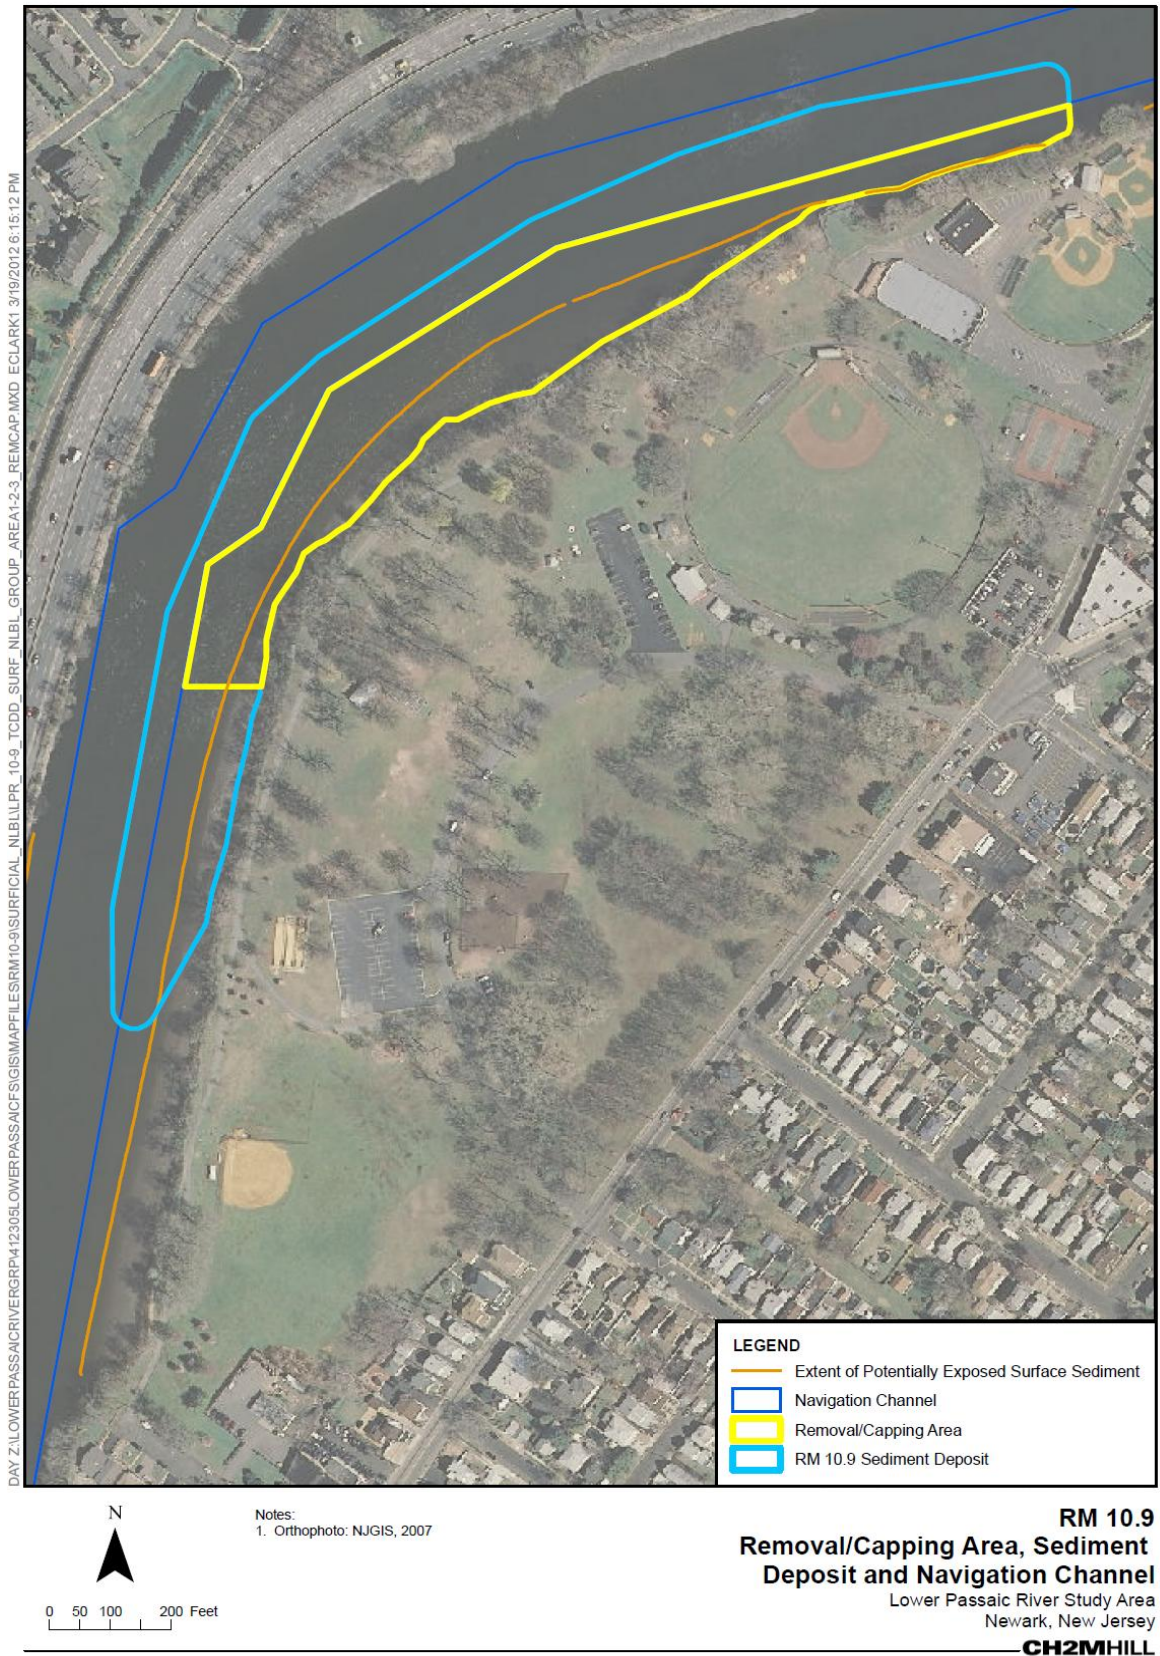 DAY Z:\LOWERPASSAICRIVERGRP\412305LOWERPASSAICFS\GIS\MAPFILES\RM10-9\SURFICIAL_NLBL\LPR_10-9_TCDD_SURF_NLBL_GROUP_AREA1-2-3_REMCAP.MXD ECLARK1 3/19/2012 6:15:12 PM
LEGEND
Extent of Potentially Exposed Surface Sediment
Navigation Channel
Removal/Capping Area
RM 10.9 Sediment Deposit
N
0 50 100 200 Feet
Notes:
1. Orthophoto: NJGIS, 2007
RM 10.9
Removal/Capping Area, Sediment
Deposit and Navigation Channel
Lower Passaic River Study Area
Newark, New Jersey
CH2MHILL